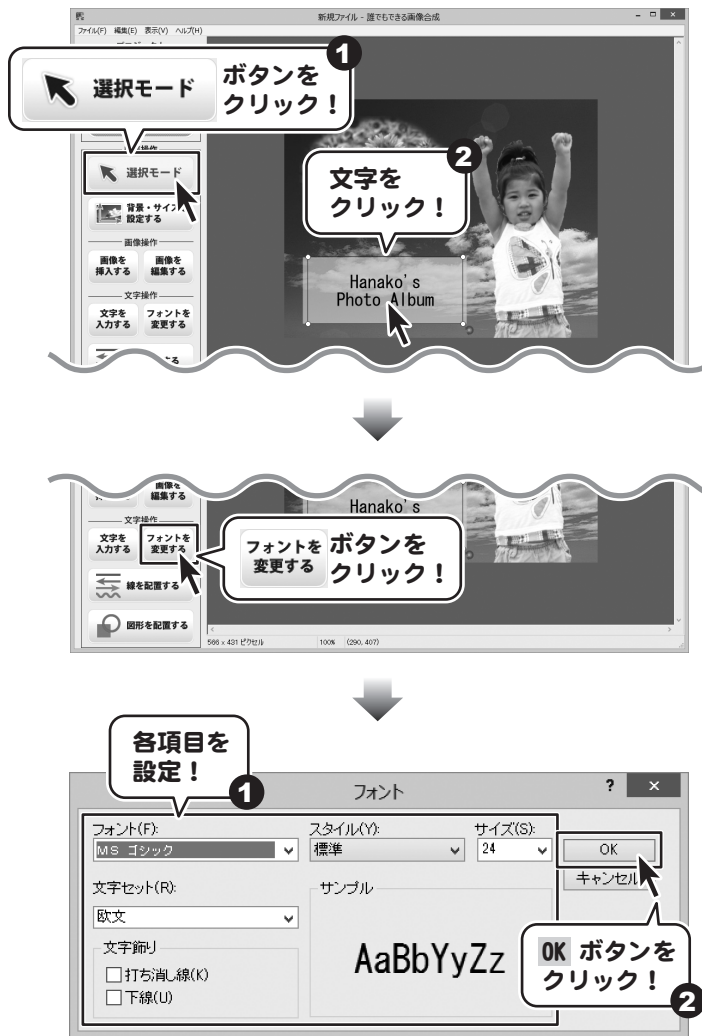 新規ファイル - 誰でもできる画像合成
ファイル(F) 編集(E) 表示(V) ヘルプ(H)
1
選択モード ボタンを
クリック！
選択モード
背景・サイズ
設定する
画像操作
画像を
挿入する
画像を
編集する
文字操作
文字を
入力する
フォントを
変更する
2
文字を
クリック！
Hanako's
Photo Album
画像を
編集する
文字操作
文字を
入力する
フォントを
変更する
線を配置する
図形を配置する
Hanako's
フォントを
変更する
ボタンを
クリック！
566 x 431 ピクセル 100% (290, 407)
各項目を
設定！
1
フォント ? ×
フォント(F):
MS ゴシック
スタイル(Y):
標準
サイズ(S):
24
OK
キャンセル
文字セット(R):
欧文
文字飾り
打ち消し線(K)
下線(U)
サンプル
AaBbYyZz
OK ボタンを
クリック！
2